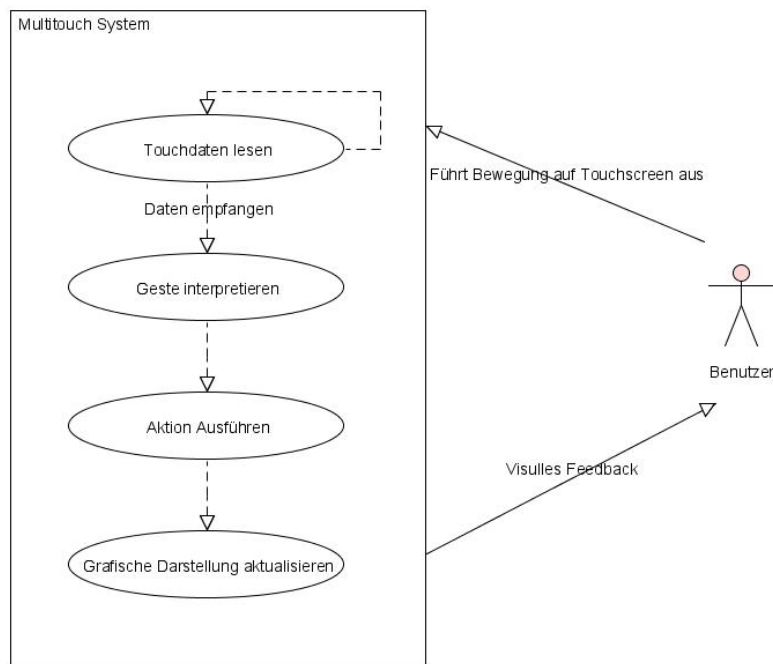 Multitouch System
Touchdaten lesen
Führt Bewegung auf Touchscreen aus
Daten empfangen
Geste interpretieren
Benutzer
Aktion Ausführen
Visulles Feedback
Grafische Darstellung aktualisieren